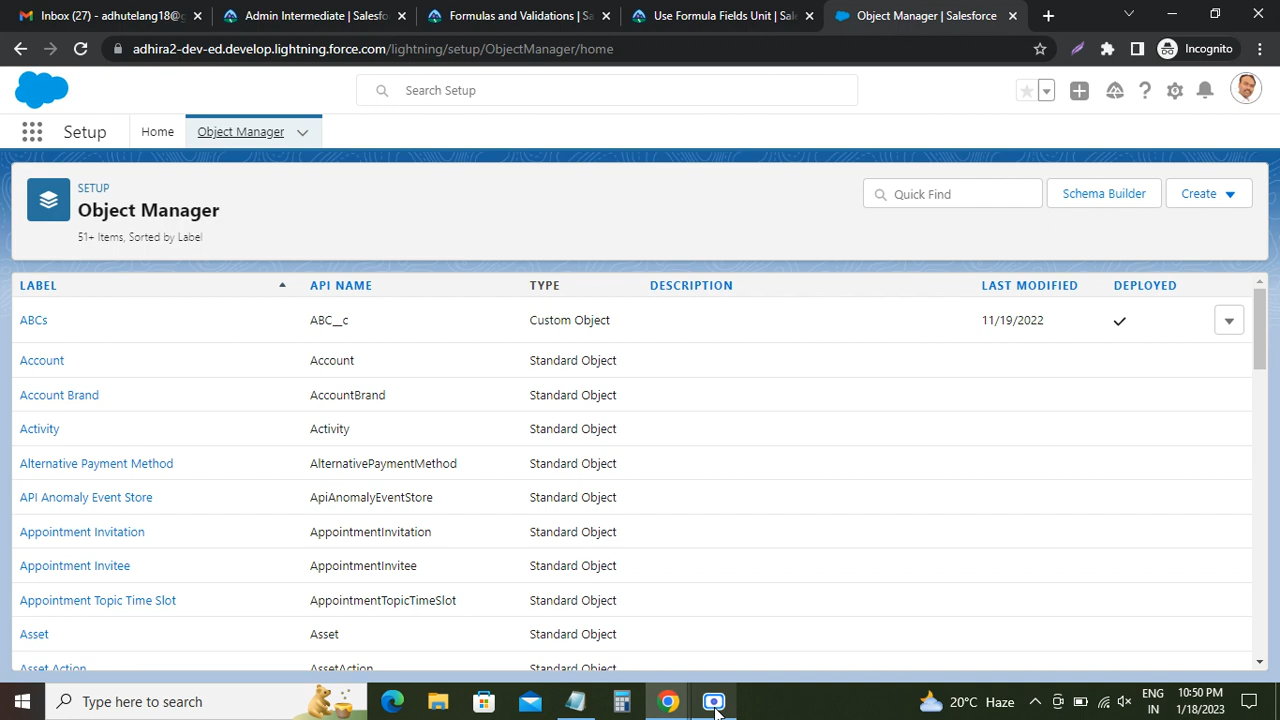 Inbox (27) - adhutelang18@g
Admin Intermediate | Salesfo
Formulas and Validations | Sa
Use Formula Fields Unit | Sal
Object Manager | Salesforce
adhira2-dev-ed.develop.lightning.force.com/lightning/setup/ObjectManager/home
Incognito
Search Setup
Setup
Home
Object Manager
SETUP
Object Manager
51+ Items, Sorted by Label
Quick Find
Schema Builder
Create
LABEL API NAME TYPE DESCRIPTION LAST MODIFIED DEPLOYED
ABCs ABC__c Custom Object 11/19/2022
Account Account Standard Object
Account Brand AccountBrand Standard Object
Activity Activity Standard Object
Alternative Payment Method AlternativePaymentMethod Standard Object
API Anomaly Event Store ApiAnomalyEventStore Standard Object
Appointment Invitation AppointmentInvitation Standard Object
Appointment Invitee AppointmentInvitee Standard Object
Appointment Topic Time Slot AppointmentTopicTimeSlot Standard Object
Asset Asset Standard Object
Asset Action AssetAction Standard Object
Type here to search
20°C Haze
ENG
IN
10:50 PM
1/18/2023